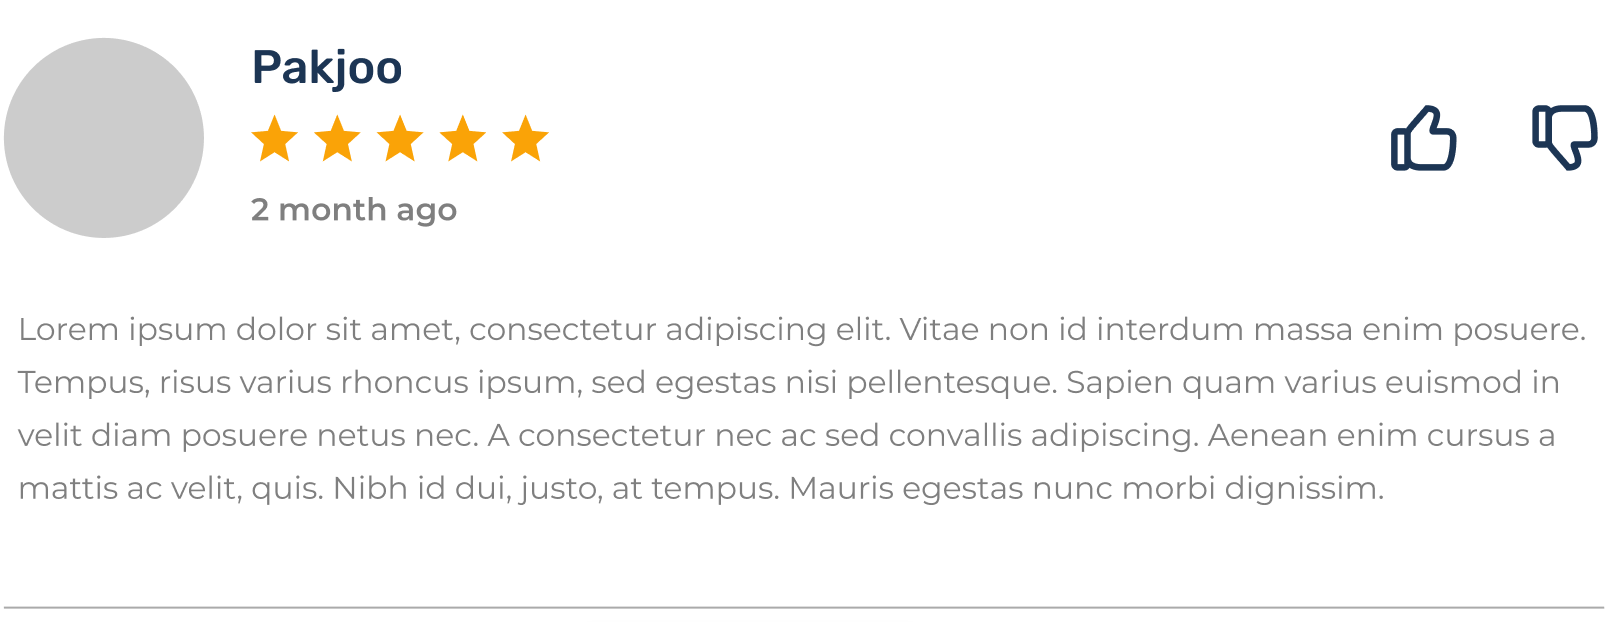 Pakjoo
2 month ago
Lorem ipsum dolor sit amet, consectetur adipiscing elit. Vitae non id interdum massa enim posuere.
Tempus, risus varius rhoncus ipsum, sed egestas nisi pellentesque. Sapien quam varius euismod in
velit diam posuere netus nec. A consectetur nec ac sed convallis adipiscing. Aenean enim cursus a
mattis ac velit, quis. Nibh id dui, justo, at tempus. Mauris egestas nunc morbi dignissim.